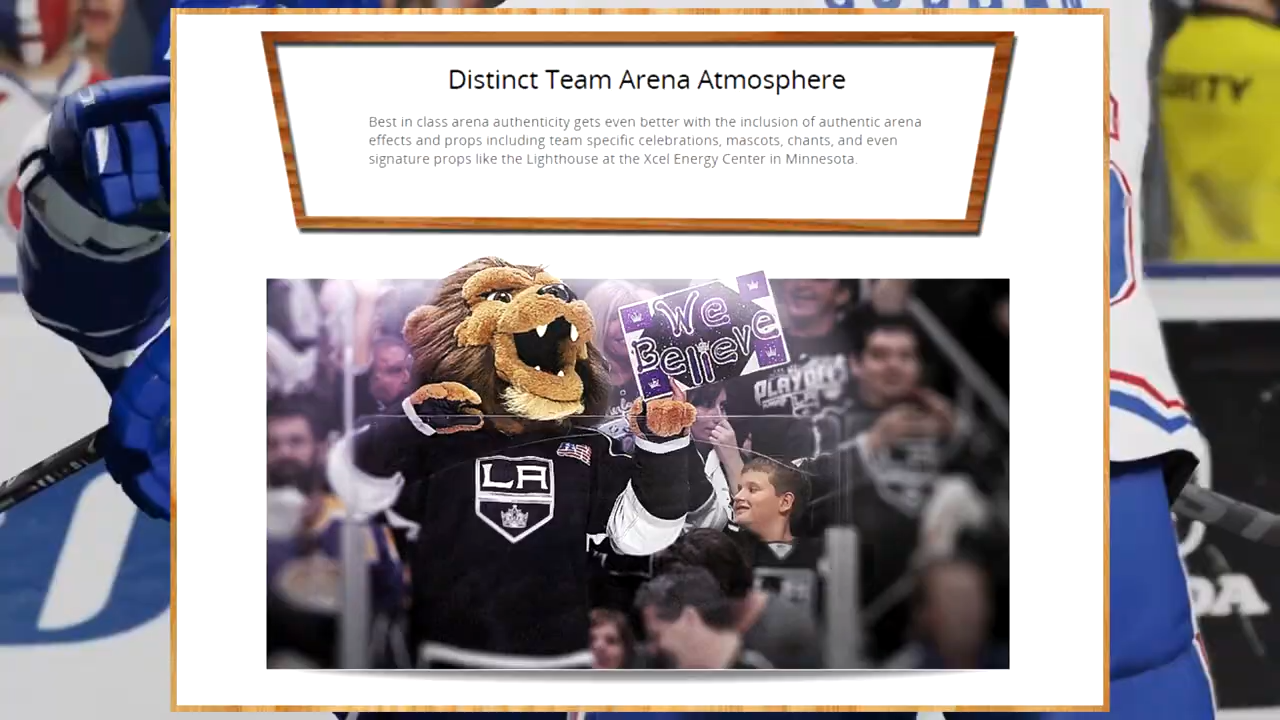 Distinct Team Arena Atmosphere
Best in class arena authenticity gets even better with the inclusion of authentic arena
effects and props including team specific celebrations, mascots, chants, and even
signature props like the Lighthouse at the Xcel Energy Center in Minnesota.
We
Believe
PLAYOFFS
LA